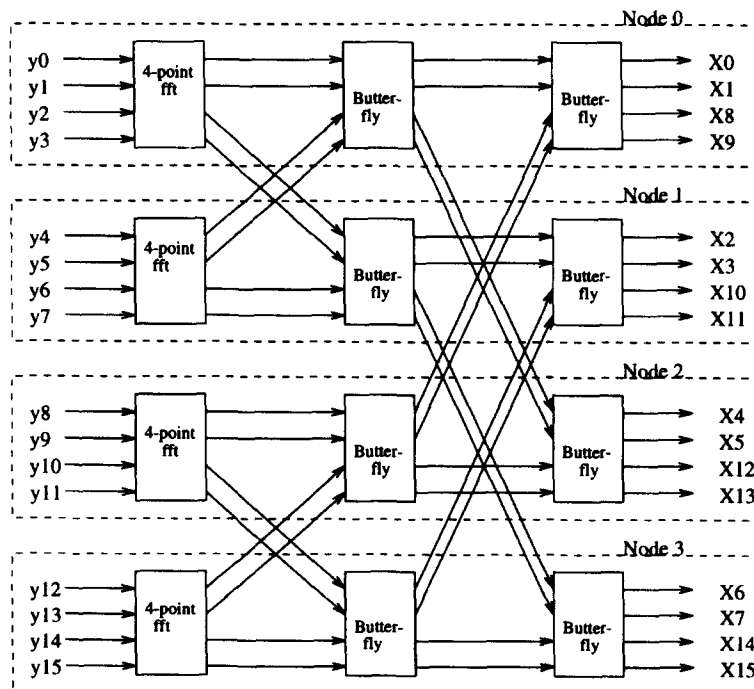 Node 0
y0
y1
y2
y3
4-point
fft
Butter-
fly
Butter-
fly
X0
X1
X8
X9
Node 1
y4
y5
y6
y7
4-point
fft
Butter-
fly
Butter-
fly
X2
X3
X10
X11
Node 2
y8
y9
y10
y11
4-point
fft
Butter-
fly
Butter-
fly
X4
X5
X12
X13
Node 3
y12
y13
y14
y15
4-point
fft
Butter-
fly
Butter-
fly
X6
X7
X14
X15